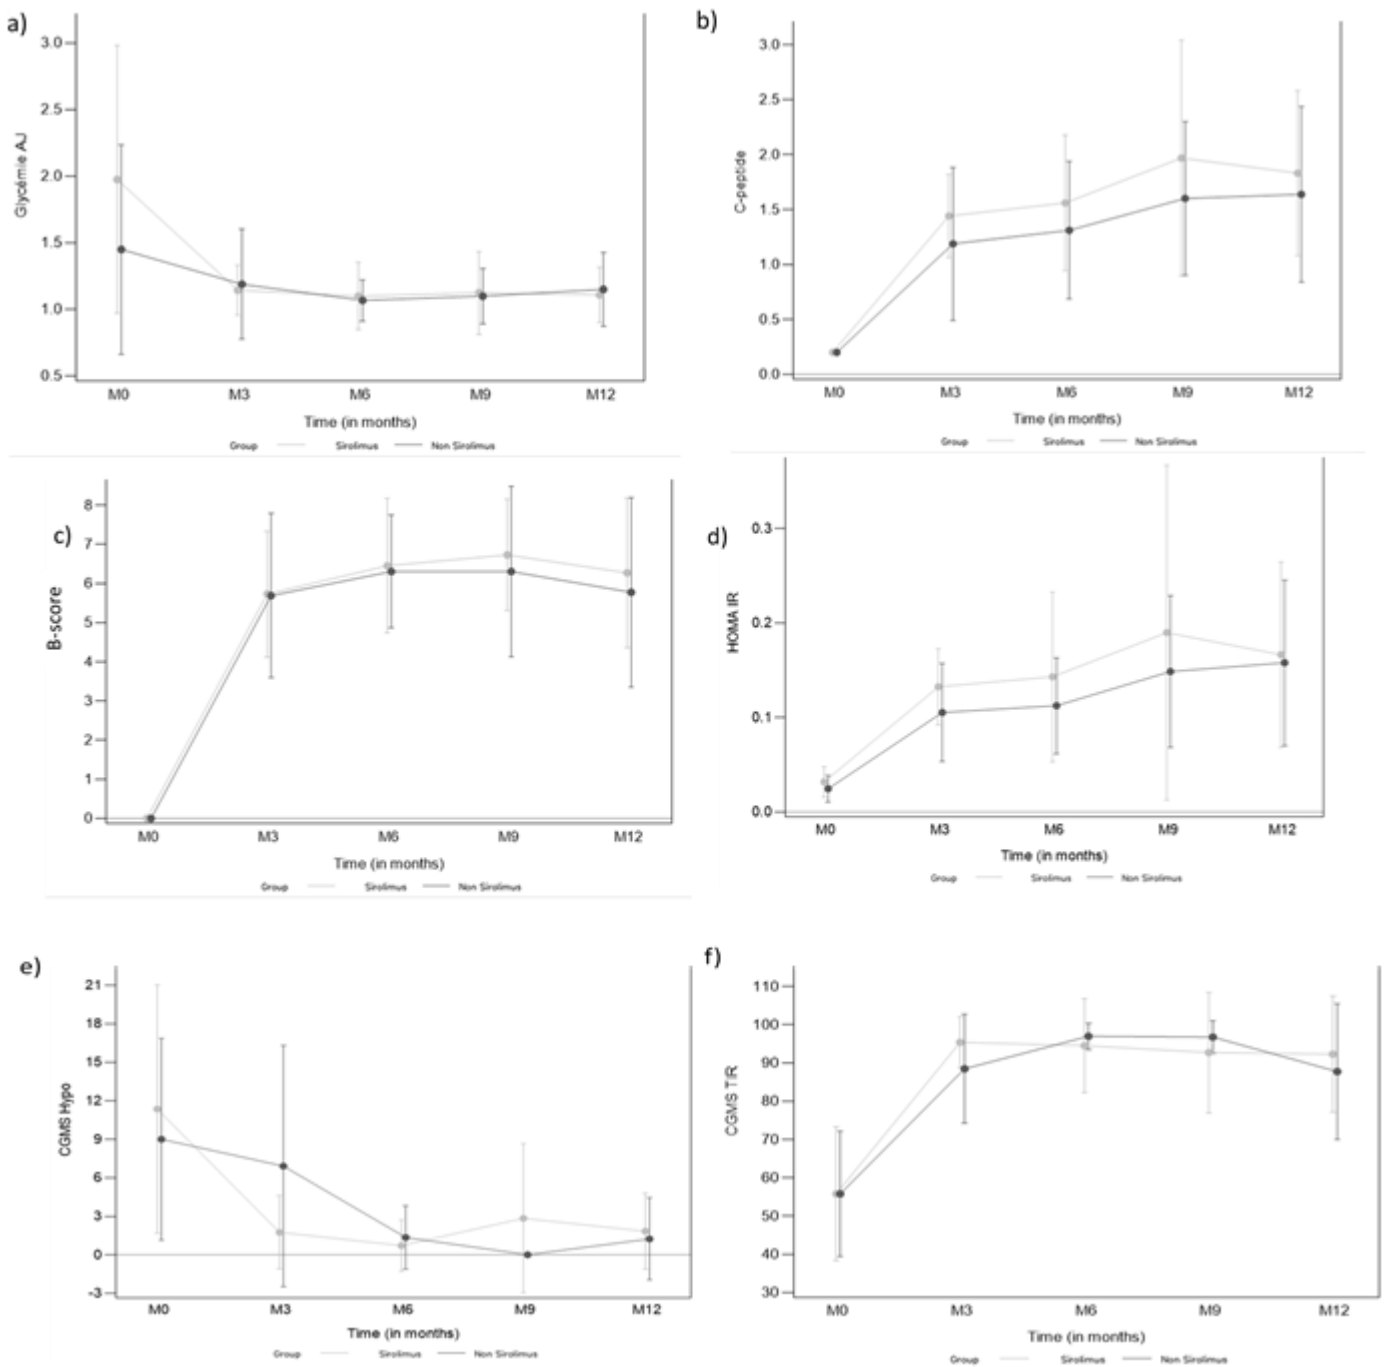 a)
3.0
2.5
2.0
1.5
1.0
0.5
Glycémie AJ
M0 M3 M6 M9 M12
Time (in months)
Group Sirolimus Non Sirolimus
b)
3.0
2.5
2.0
1.5
1.0
0.5
0.0
C-peptide
M0 M3 M6 M9 M12
Time (in months)
Group Sirolimus Non Sirolimus
c)
8
7
6
5
4
3
2
1
0
B-score
M0 M3 M6 M9 M12
Time (in months)
Group Sirolimus Non Sirolimus
d)
0.3
0.2
0.1
0.0
HOMA IR
M0 M3 M6 M9 M12
Time (in months)
Group Sirolimus Non Sirolimus
e)
21
18
15
12
9
6
3
0
-3
CGMS Hypo
M0 M3 M6 M9 M12
Time (in months)
Group Sirolimus Non Sirolimus
f)
110
100
90
80
70
60
50
40
30
CGMS TIR
M0 M3 M6 M9 M12
Time (in months)
Group Sirolimus Non Sirolimus